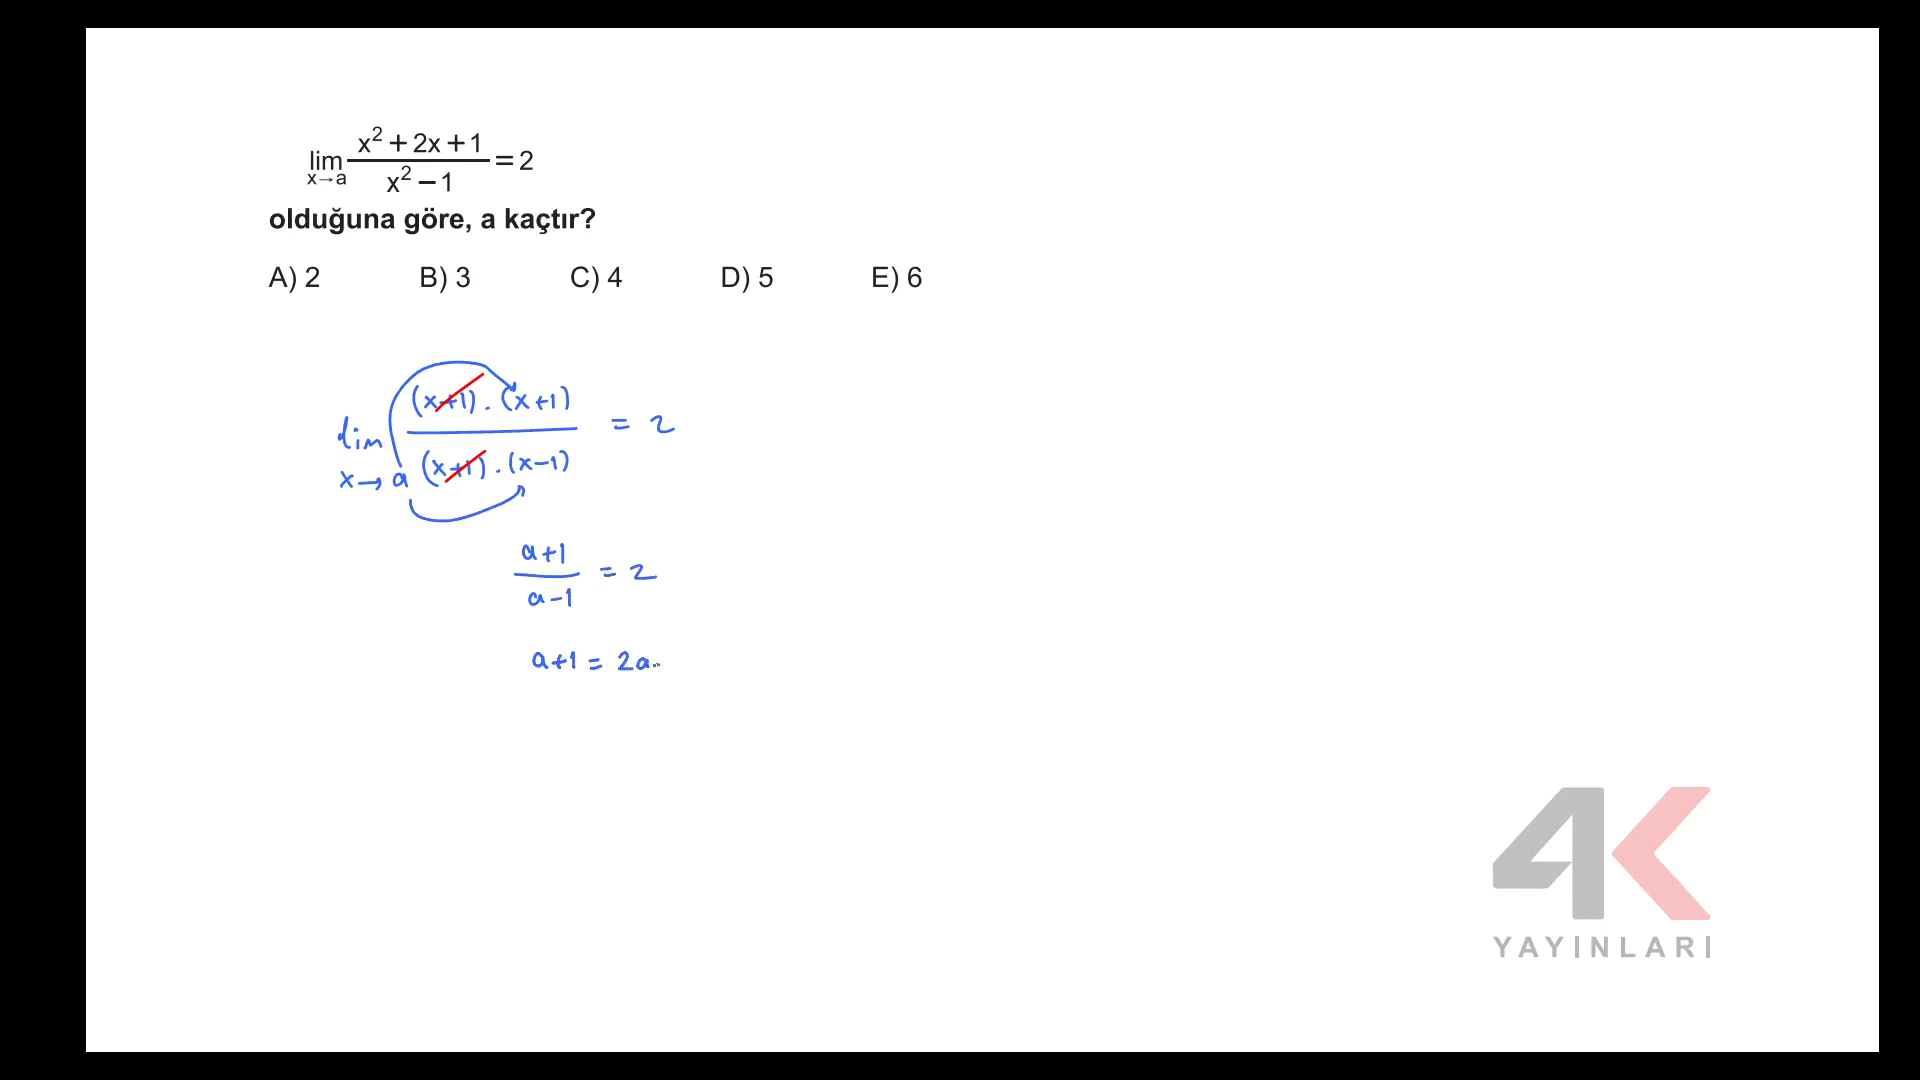 lim x→a x²+2x+1 / x²−1 = 2
olduğuna göre, a kaçtır?
A) 2 B) 3 C) 4 D) 5 E) 6
lim x→a (x+1).(x+1) / (x+1).(x−1) = 2
a+1 / a−1 = 2
a+1 = 2a
4K
YAYINLARI